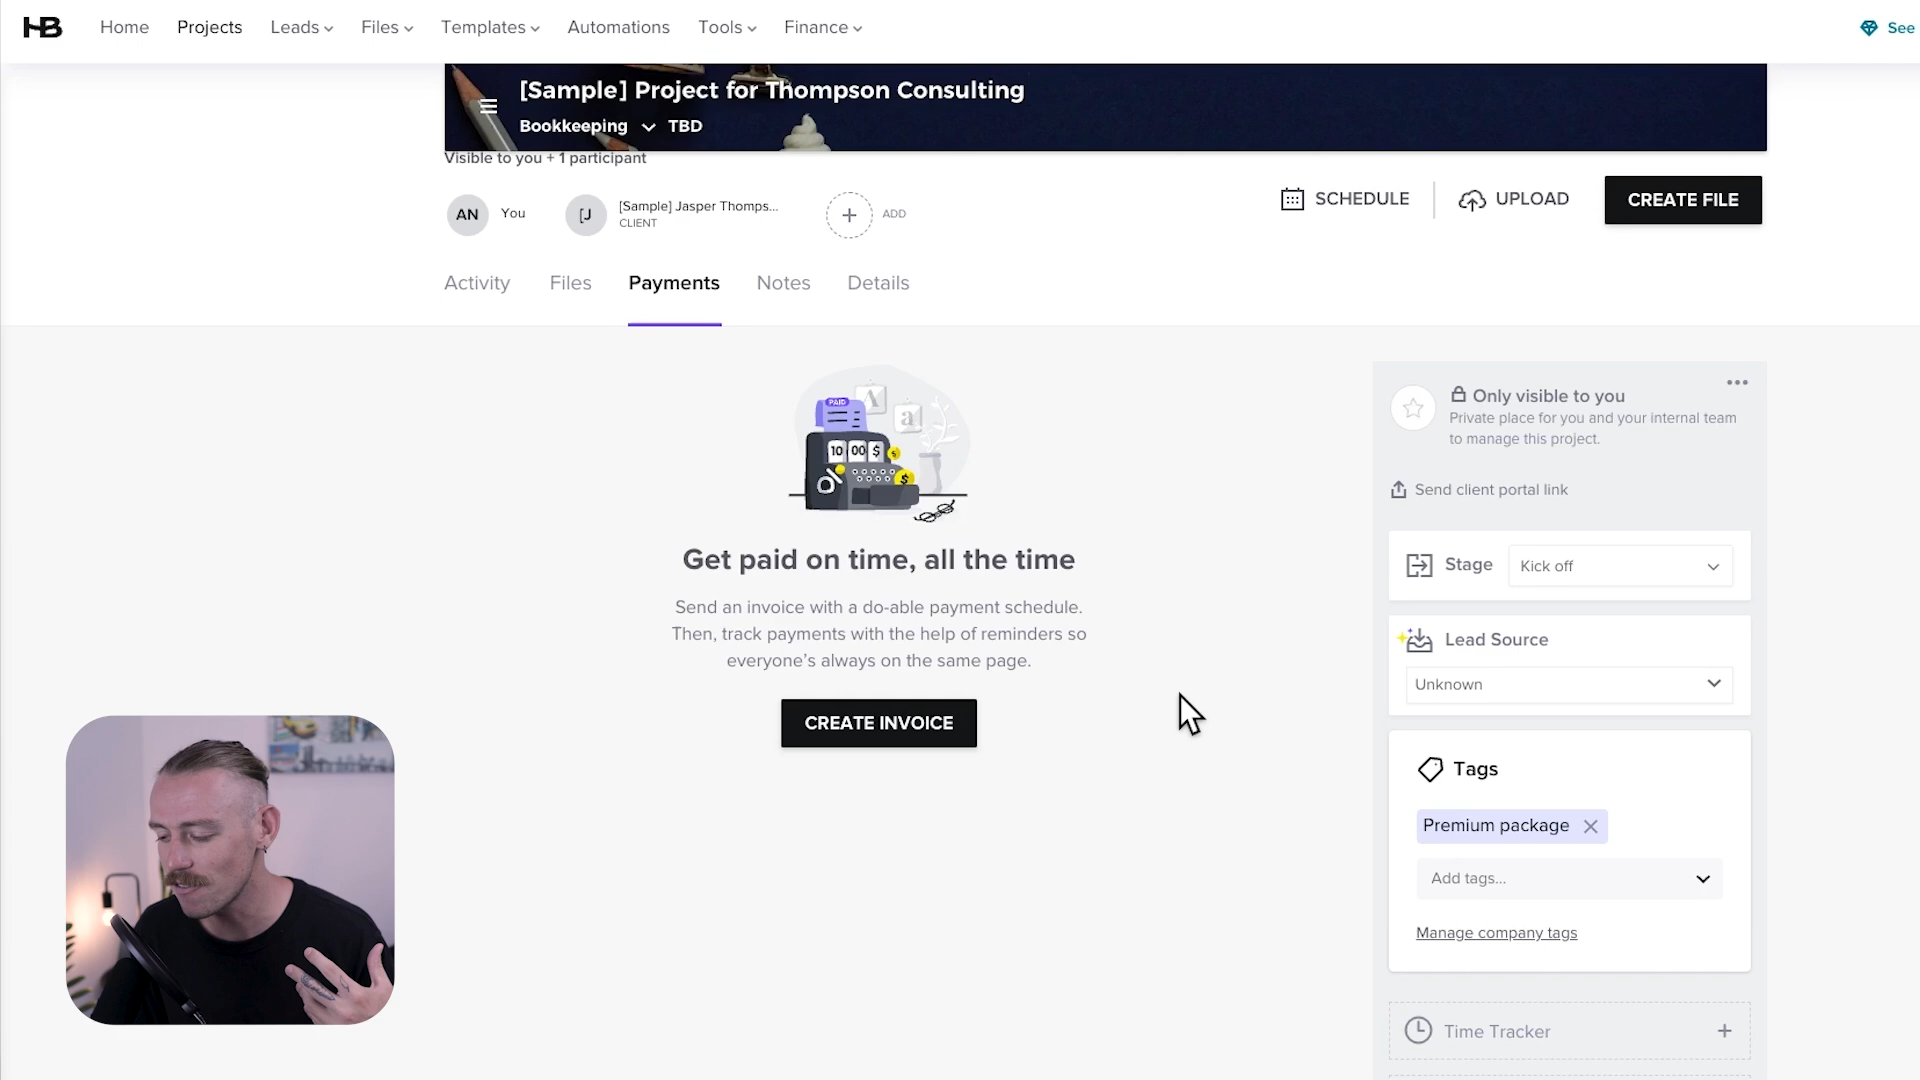 HB Home Projects Leads Files Templates Automations Tools Finance See
[Sample] Project for Thompson Consulting
Bookkeeping TBD
Visible to you + 1 participant
AN You
[J [Sample] Jasper Thomps...
CLIENT
ADD
SCHEDULE UPLOAD CREATE FILE
Activity Files Payments Notes Details
PAID
A
a
10 00 $
$
$
Get paid on time, all the time
Send an invoice with a do-able payment schedule.
Then, track payments with the help of reminders so
everyone's always on the same page.
CREATE INVOICE
Only visible to you
Private place for you and your internal team
to manage this project.
Send client portal link
Stage Kick off
Lead Source
Unknown
Tags
Premium package
Add tags...
Manage company tags
Time Tracker